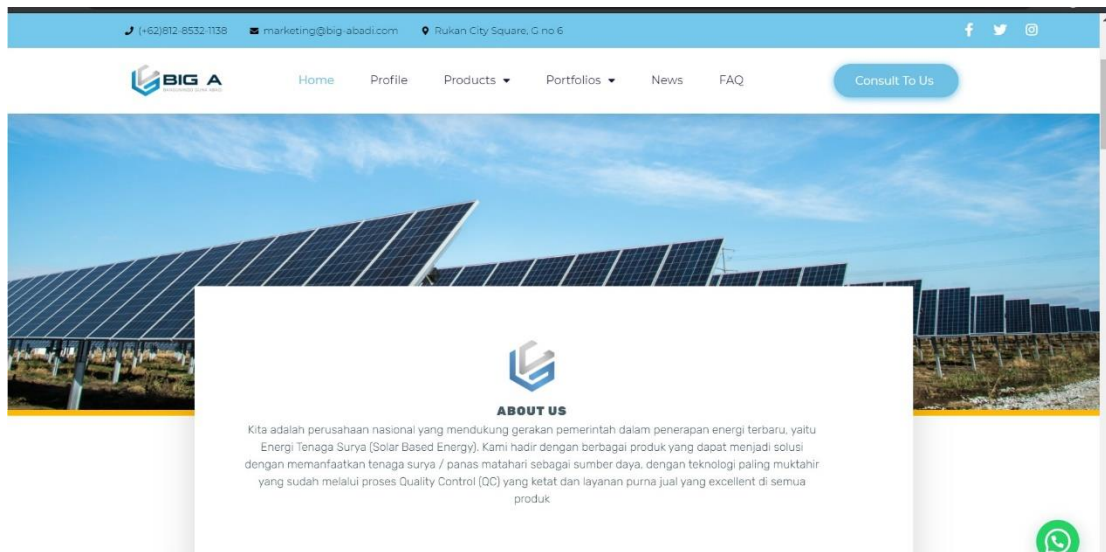 (+62)812-8532-1138 marketing@big-abadi.com Rukan City Square, G no 6
BIG A
Home Profile Products Portfolios News FAQ Consult To Us
ABOUT US
Kita adalah perusahaan nasional yang mendukung gerakan pemerintah dalam penerapan energi terbaru, yaitu
Energi Tenaga Surya (Solar Based Energy). Kami hadir dengan berbagai produk yang dapat menjadi solusi
dengan memanfaatkan tenaga surya / panas matahari sebagai sumber daya, dengan teknologi paling muktahir
yang sudah melalui proses Quality Control (QC) yang ketat dan layanan purna jual yang excellent di semua
produk